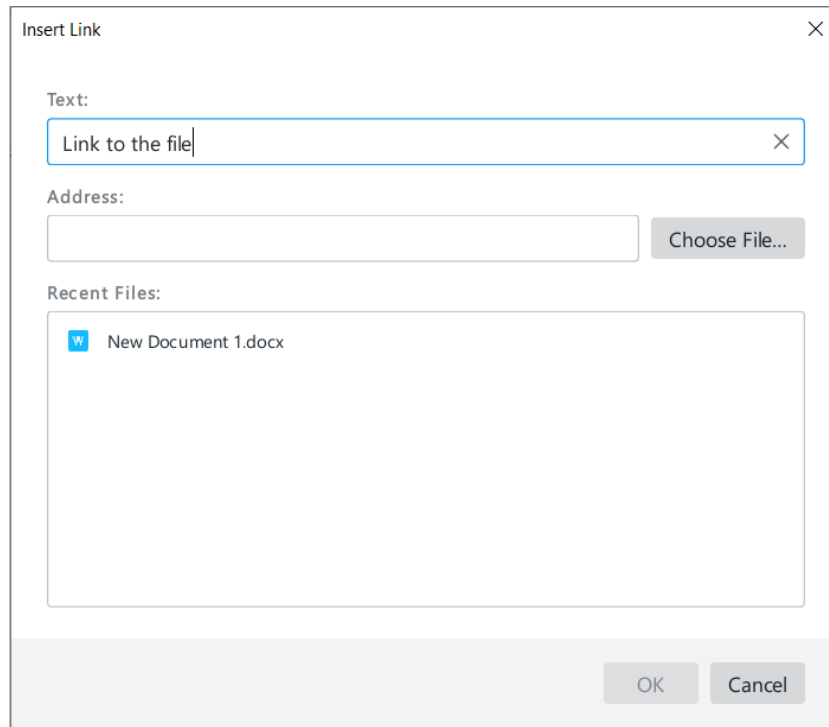 Insert Link
Text:
Link to the file
Address:
Choose File...
Recent Files:
W New Document 1.docx
OK Cancel